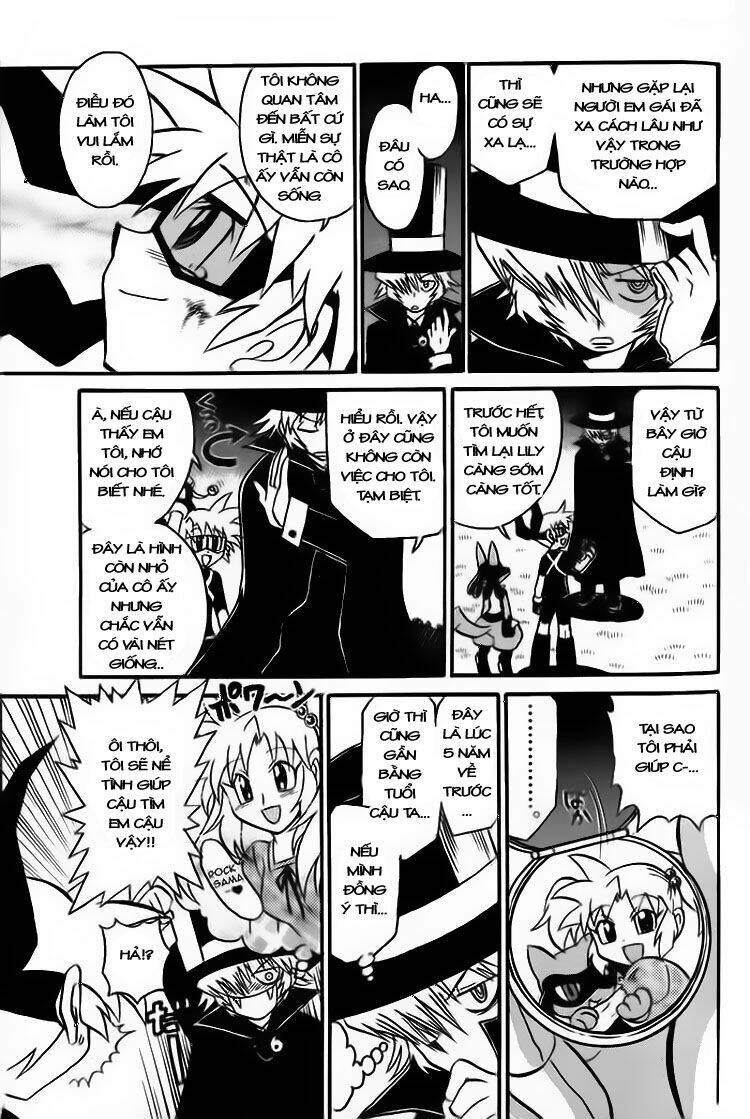 NHƯNG GẶP LẠI
NGƯỜI EM GÁI ĐÃ
XA CÁCH LÂU NHƯ
VẬY TRONG
TRƯỜNG HỢP
NÀO...
THÌ
CŨNG SẼ
CÓ SỰ
XA LẠ...
HA...
ĐÂU
CÓ
SAO.
TÔI KHÔNG
QUAN TÂM
ĐẾN BẤT CỨ
GÌ. MIỄN SỰ
THẬT LÀ CÔ
ẤY VẪN CÒN
SỐNG.
ĐIỀU ĐÓ
LÀM TÔI
VUI LẮM
RỒI.
VẬY TỪ
BÂY GIỜ
CẬU
ĐỊNH
LÀM GÌ?
TRƯỚC HẾT,
TÔI MUỐN
TÌM LẠI LILY
CÀNG SỚM
CÀNG TỐT.
HIỂU RỒI. VẬY
Ở ĐÂY CŨNG
KHÔNG CÒN
VIỆC CHO TÔI.
TẠM BIỆT.
À, NẾU CẬU
THẤY EM
TÔI, NHỚ
NÓI CHO TÔI
BIẾT NHÉ.
ĐÂY LÀ HÌNH
CÒN NHỎ
CỦA CÔ ẤY
NHƯNG
CHẮC VẪN
CÓ VÀI NÉT
GIỐNG..
TẠI SAO
TÔI PHẢI
GIÚP C-...
ĐÂY
LÀ LÚC
5 NĂM
VỀ
TRƯỚC
...
GIỜ THÌ
CŨNG
GẦN
BẰNG
TUỔI
CẬU TA...
NẾU
MÌNH
ĐỒNG
Ý THÌ...
ポワ〜ン
ROCK
SAMA
ÔI THÔI,
TÔI SẼ NỂ
TÌNH GIÚP
CẬU TÌM
EM CẬU
VẬY!!
HẢ!?